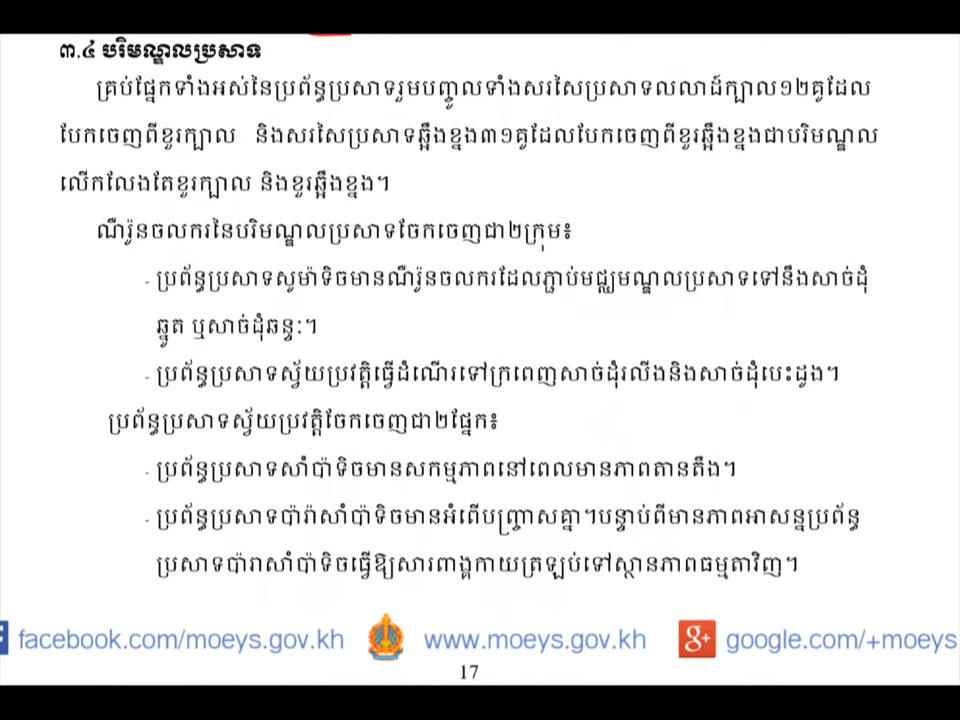 ៣.៤ បរិមណ្ឌលប្រសាទ
គ្រប់ផ្នែកទាំងអស់នៃប្រព័ន្ធប្រសាទរួមបញ្ចូលទាំងសរសៃប្រសាទលលាដ៍ក្បាល១២គូដែល
បែកចេញពីខួរក្បាល និងសរសៃប្រសាទឆ្អឹងខ្នង៣១គូដែលបែកចេញពីខួរឆ្អឹងខ្នងជាបរិមណ្ឌល
លើកលែងតែខួរក្បាល និងខួរឆ្អឹងខ្នង។
ណឺរ៉ូនចលករនៃបរិមណ្ឌលប្រសាទចែកចេញជា២ក្រុម៖
- ប្រព័ន្ធប្រសាទសូម៉ាទិចមានណឺរ៉ូនចលករដែលភ្ជាប់មជ្ឈមណ្ឌលប្រសាទទៅនឹងសាច់ដុំ
ឆ្នូត ឬសាច់ដុំឆន្ទៈ។
- ប្រព័ន្ធប្រសាទស្វ័យប្រវត្តិធ្វើដំណើរទៅក្រពេញសាច់ដុំរលីងនិងសាច់ដុំបេះដូង។
ប្រព័ន្ធប្រសាទស្វ័យប្រវត្តិចែកចេញជា២ផ្នែក៖
- ប្រព័ន្ធប្រសាទសាំប៉ាទិចមានសកម្មភាពនៅពេលមានភាពតានតឹង។
- ប្រព័ន្ធប្រសាទប៉ារ៉ាសាំប៉ាទិចមានអំពើបញ្ច្រាសគ្នា។បន្ទាប់ពីមានភាពអាសន្នប្រព័ន្ធ
ប្រសាទប៉ារាសាំប៉ាទិចធ្វើឱ្យសារពាង្គកាយត្រឡប់ទៅស្ថានភាពធម្មតាវិញ។
facebook.com/moeys.gov.kh www.moeys.gov.kh google.com/+moeys
17